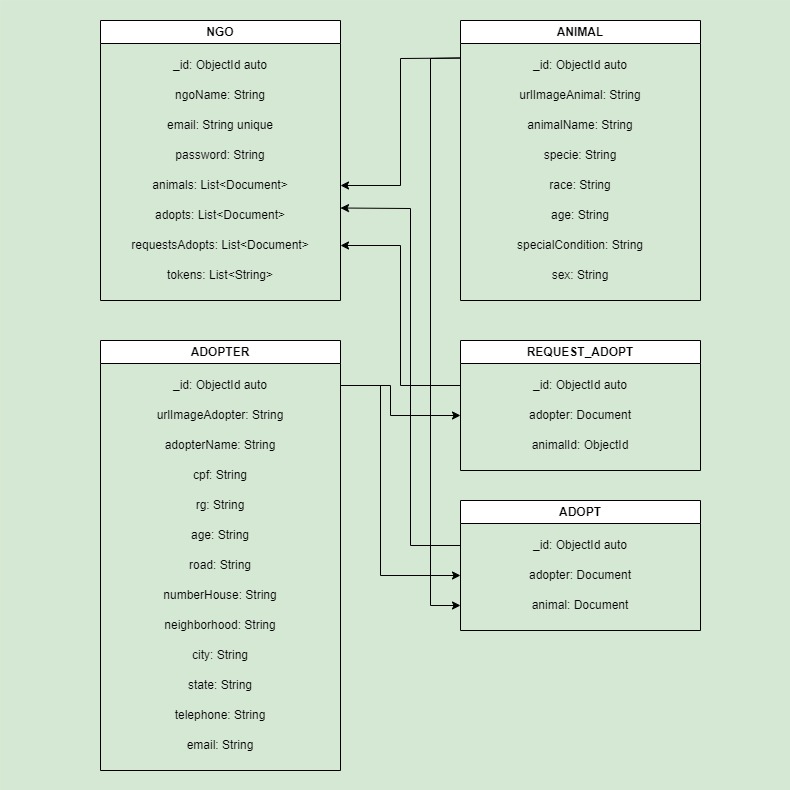 NGO
_id: ObjectId auto
ngoName: String
email: String unique
password: String
animals: List<Document>
adopts: List<Document>
requestsAdopts: List<Document>
tokens: List<String>
ANIMAL
_id: ObjectId auto
urlImageAnimal: String
animalName: String
specie: String
race: String
age: String
specialCondition: String
sex: String
ADOPTER
_id: ObjectId auto
urlImageAdopter: String
adopterName: String
cpf: String
rg: String
age: String
road: String
numberHouse: String
neighborhood: String
city: String
state: String
telephone: String
email: String
REQUEST_ADOPT
_id: ObjectId auto
adopter: Document
animalId: ObjectId
ADOPT
_id: ObjectId auto
adopter: Document
animal: Document